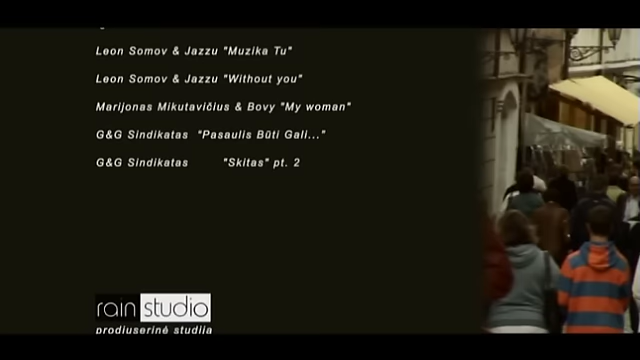 Leon Somov & Jazzu "Muzika Tu"
Leon Somov & Jazzu "Without you"
Marijonas Mikutavičius & Bovy "My woman"
G&G Sindikatas "Pasaulis Būti Gali..."
G&G Sindikatas "Skitas" pt. 2
rain studio
prodiuserinė studija